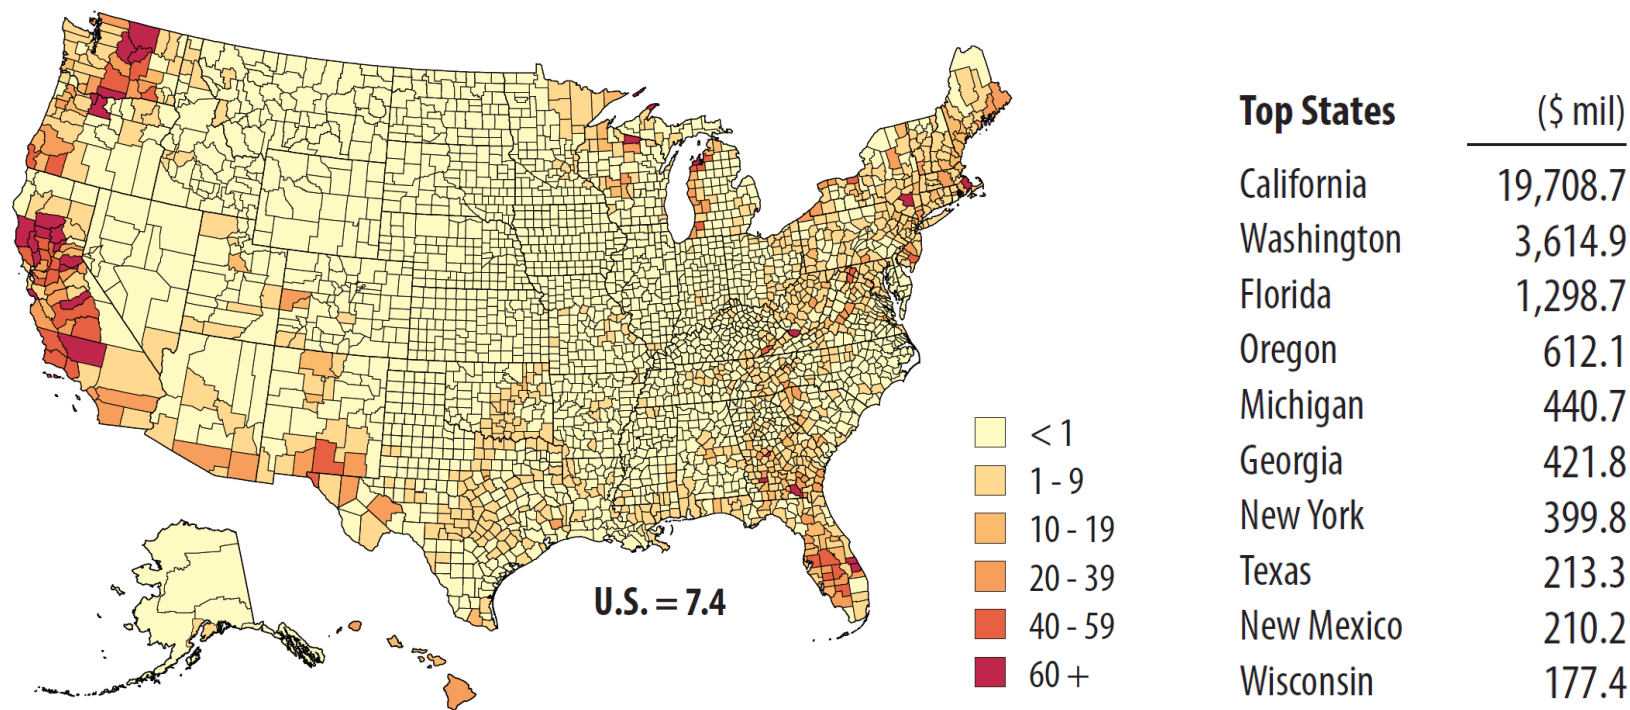 Top States ($ mil)
California 19,708.7
Washington 3,614.9
Florida 1,298.7
Oregon 612.1
Michigan 440.7
Georgia 421.8
New York 399.8
Texas 213.3
New Mexico 210.2
Wisconsin 177.4
< 1
1 - 9
10 - 19
20 - 39
40 - 59
60 +
U.S. = 7.4